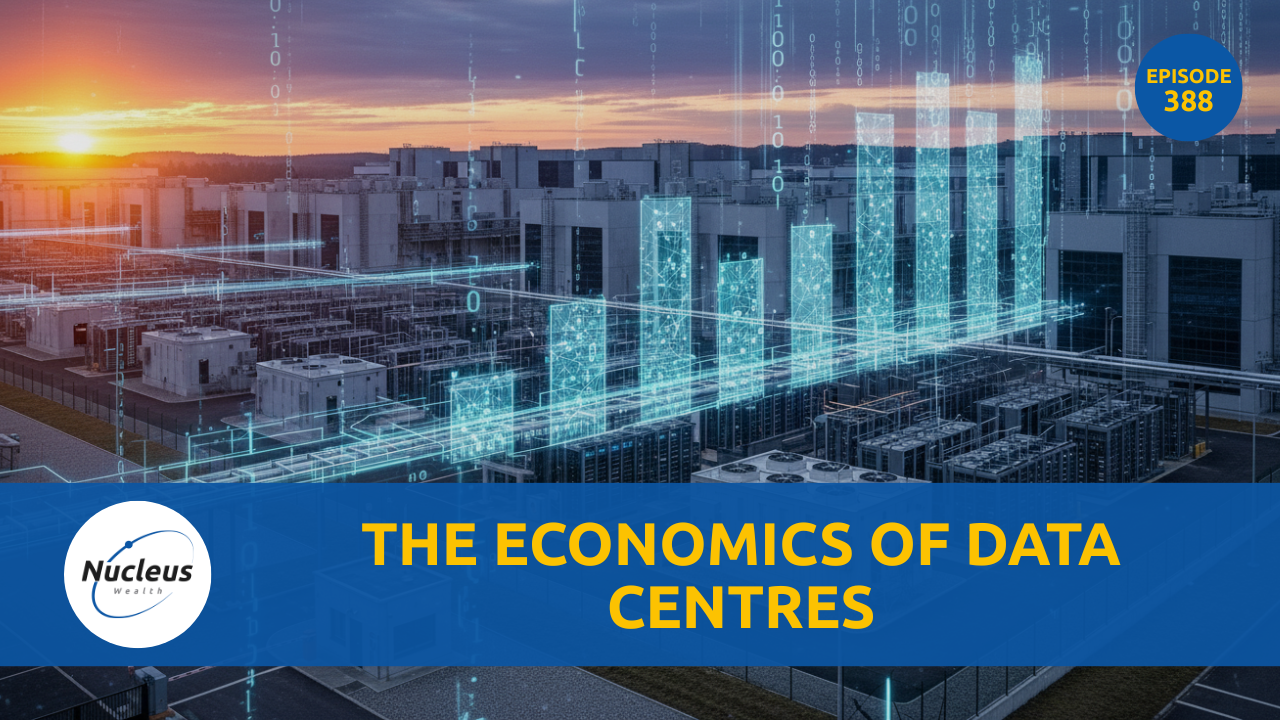 EPISODE
388
Nucleus
Wealth
THE ECONOMICS OF DATA
CENTRES